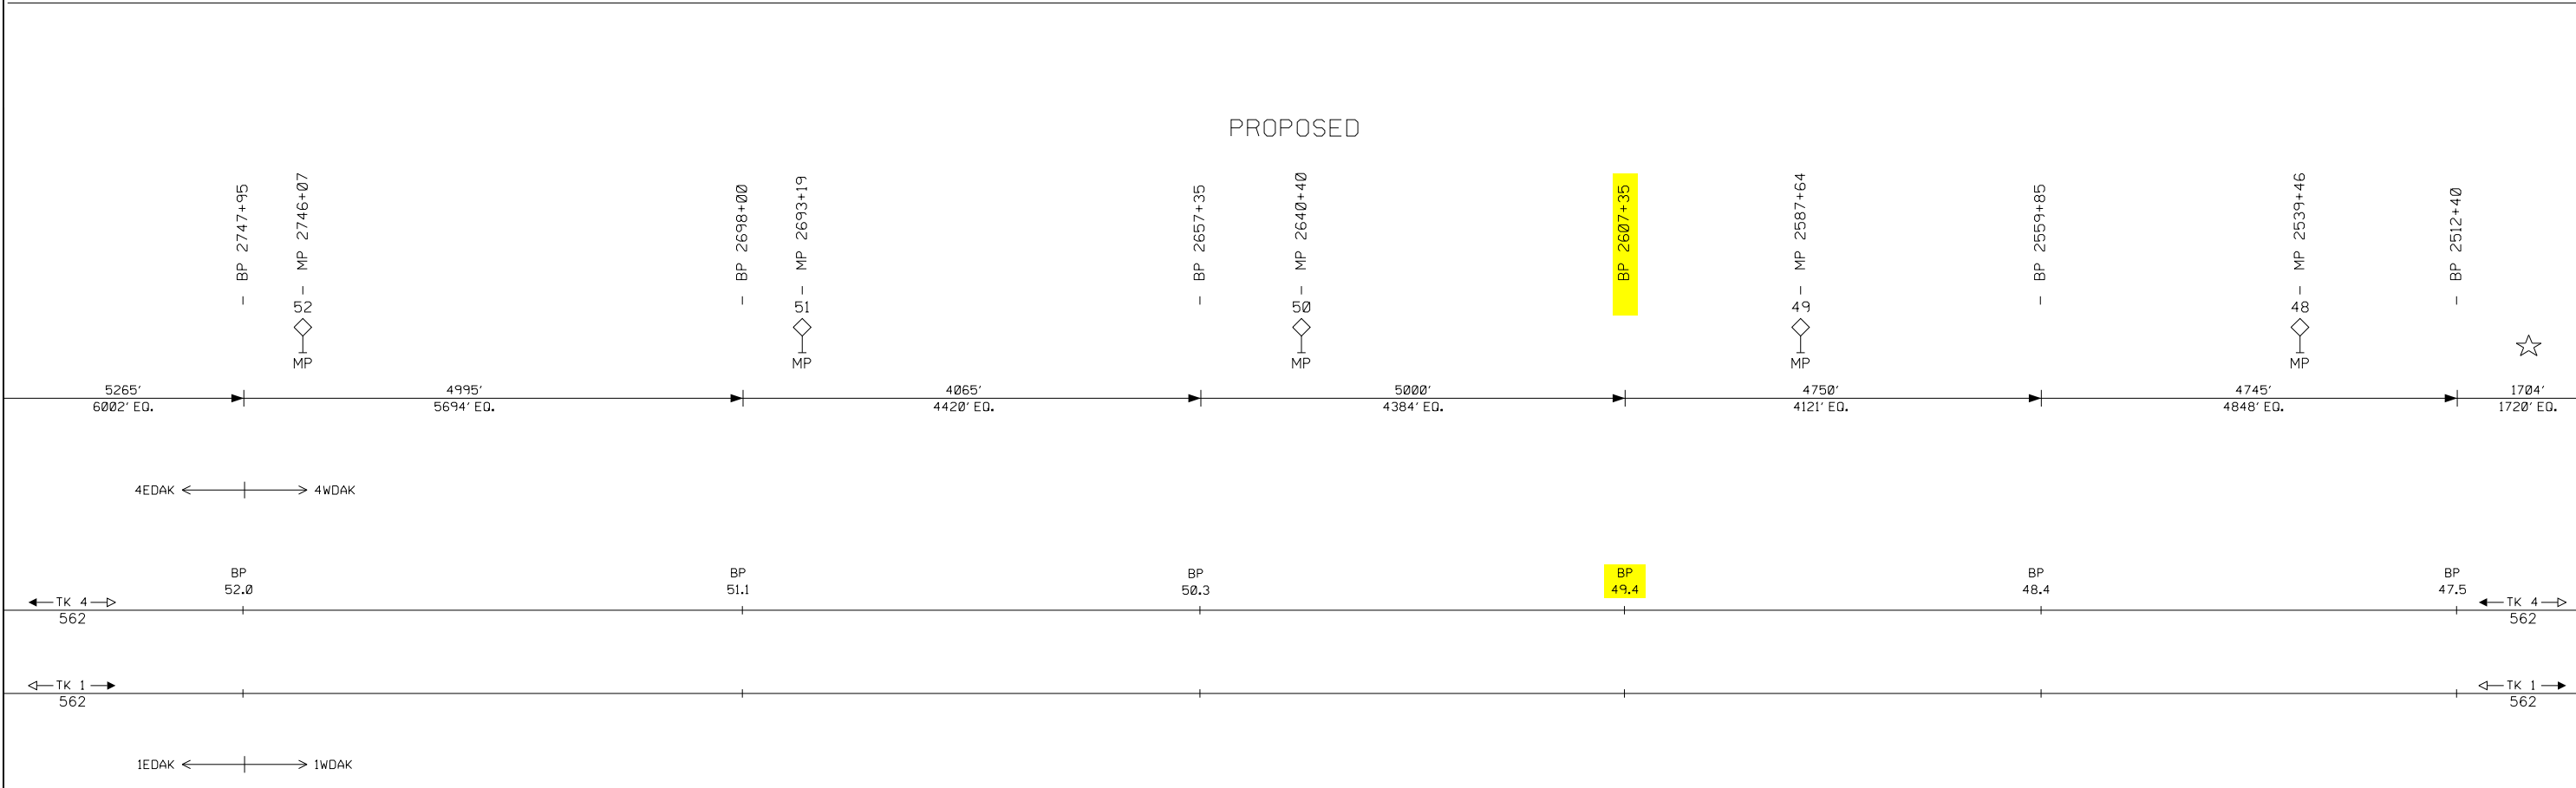 PROPOSED
- BP 2747+95
- MP 2746+07
- BP 2698+00
- MP 2693+19
- BP 2657+35
- MP 2640+40
BP 2607+35
- MP 2587+64
- BP 2559+85
- MP 2539+46
- BP 2512+40
52
51
50
49
48
MP
MP
MP
MP
MP
5265' 4995' 4065' 5000' 4750' 4745' 1704'
6002' EQ. 5694' EQ. 4420' EQ. 4384' EQ. 4121' EQ. 4848' EQ. 1720' EQ.
4EDAK 4WDAK
BP BP BP BP BP BP
52.0 51.1 50.3 49.4 48.4 47.5
TK 4 TK 4
562 562
TK 1 TK 1
562 562
1EDAK 1WDAK